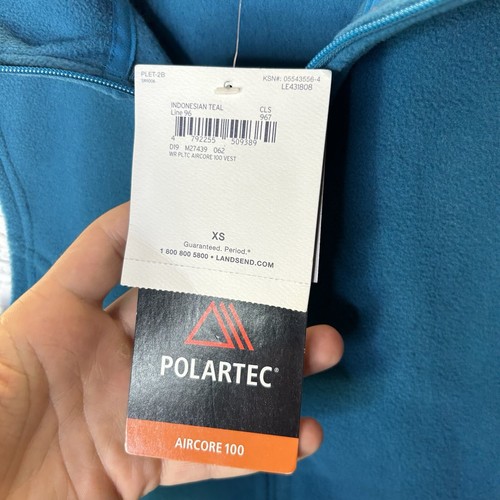 PLET-2B
KSN#: 05543556-4
LE431808
INDONESIAN TEAL
CLS
Line 96
967
4 792255 509389
D19 M27439 062
WR PLTC AIRCORE 100 VEST
XS
Guaranteed. Period.®
1 800 800 5800 • LANDSEND.COM
POLARTEC®
AIRCORE 100